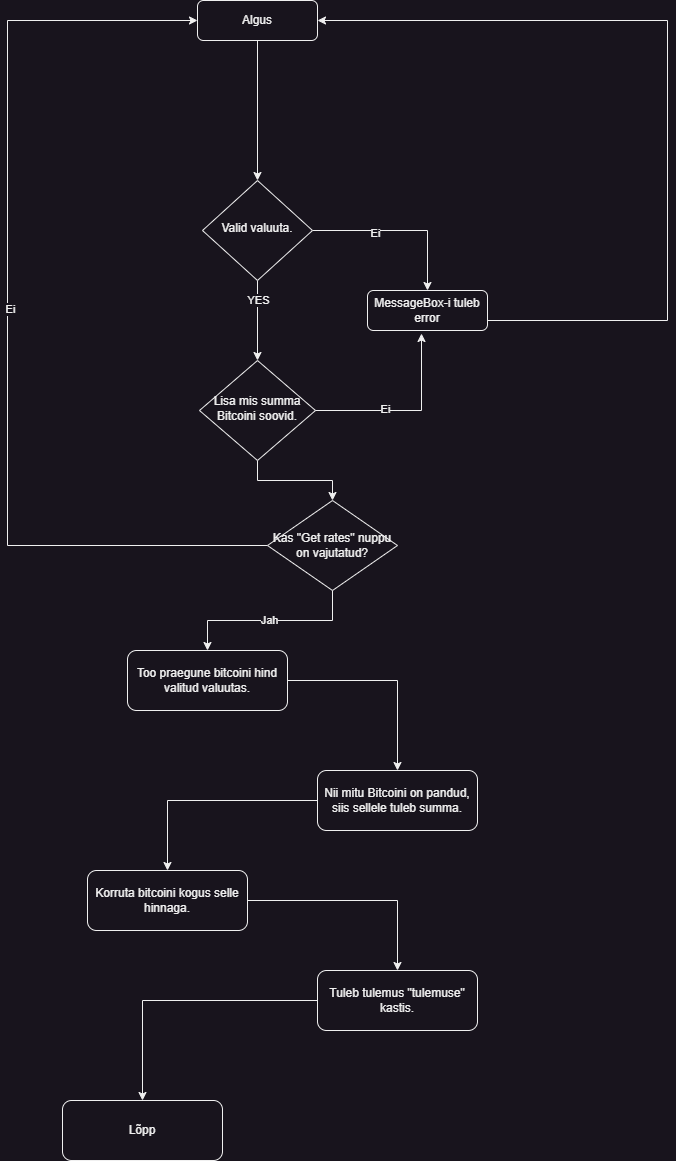 Algus
Valid valuuta.
Ei
YES
MessageBox-i tuleb
error
Ei
Lisa mis summa
Bitcoini soovid.
Ei
Kas "Get rates" nuppu
on vajutatud?
Jah
Too praegune bitcoini hind
valitud valuutas.
Nii mitu Bitcoini on pandud,
siis sellele tuleb summa.
Korruta bitcoini kogus selle
hinnaga.
Tuleb tulemus "tulemuse"
kastis.
Lõpp